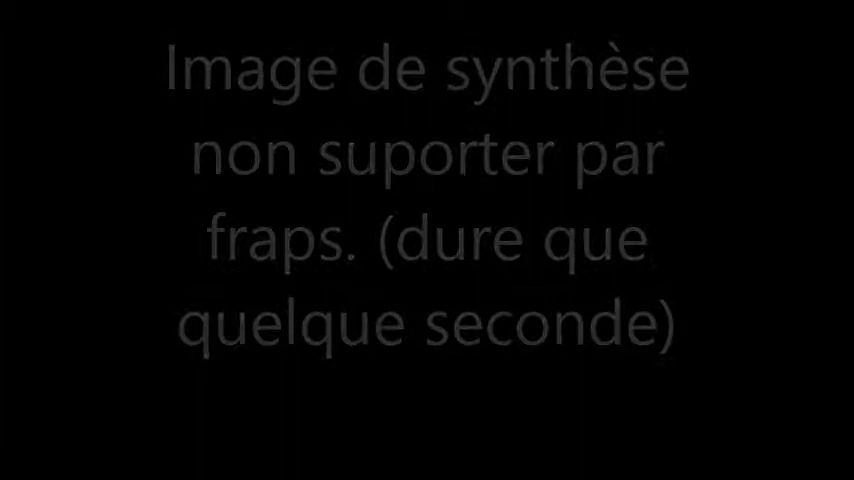 Image de synthèse
non suporter par
fraps. (dure que
quelque seconde)